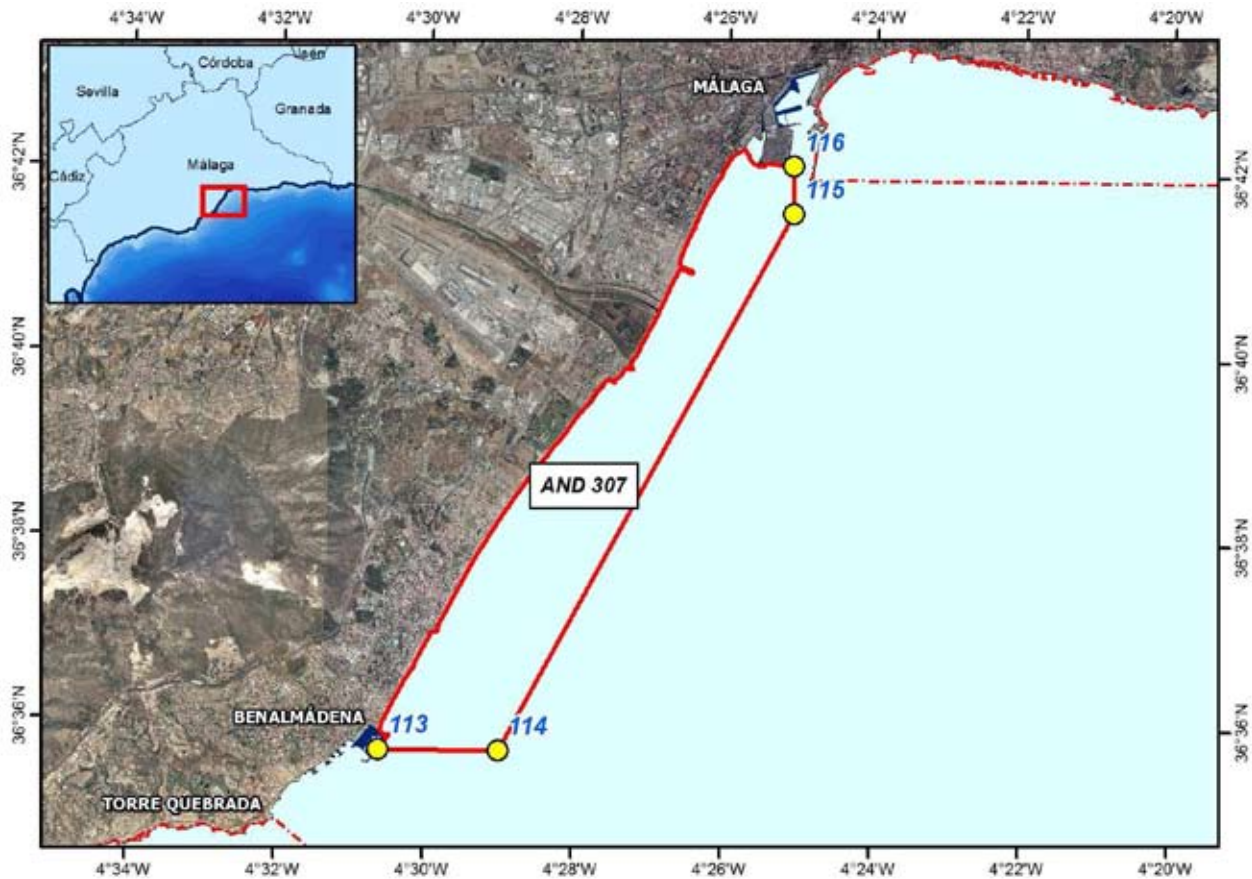 4°34'W 4°32'W 4°30'W 4°28'W 4°26'W 4°24'W 4°22'W 4°20'W
Jaén
Córdoba
Sevilla
Granada
Málaga
Cádiz
MÁLAGA
116
115
36°42'N 36°42'N
36°40'N 36°40'N
AND 307
36°38'N 36°38'N
36°36'N 36°36'N
BENALMÁDENA
113
114
TORRE QUEBRADA
4°34'W 4°32'W 4°30'W 4°28'W 4°26'W 4°24'W 4°22'W 4°20'W